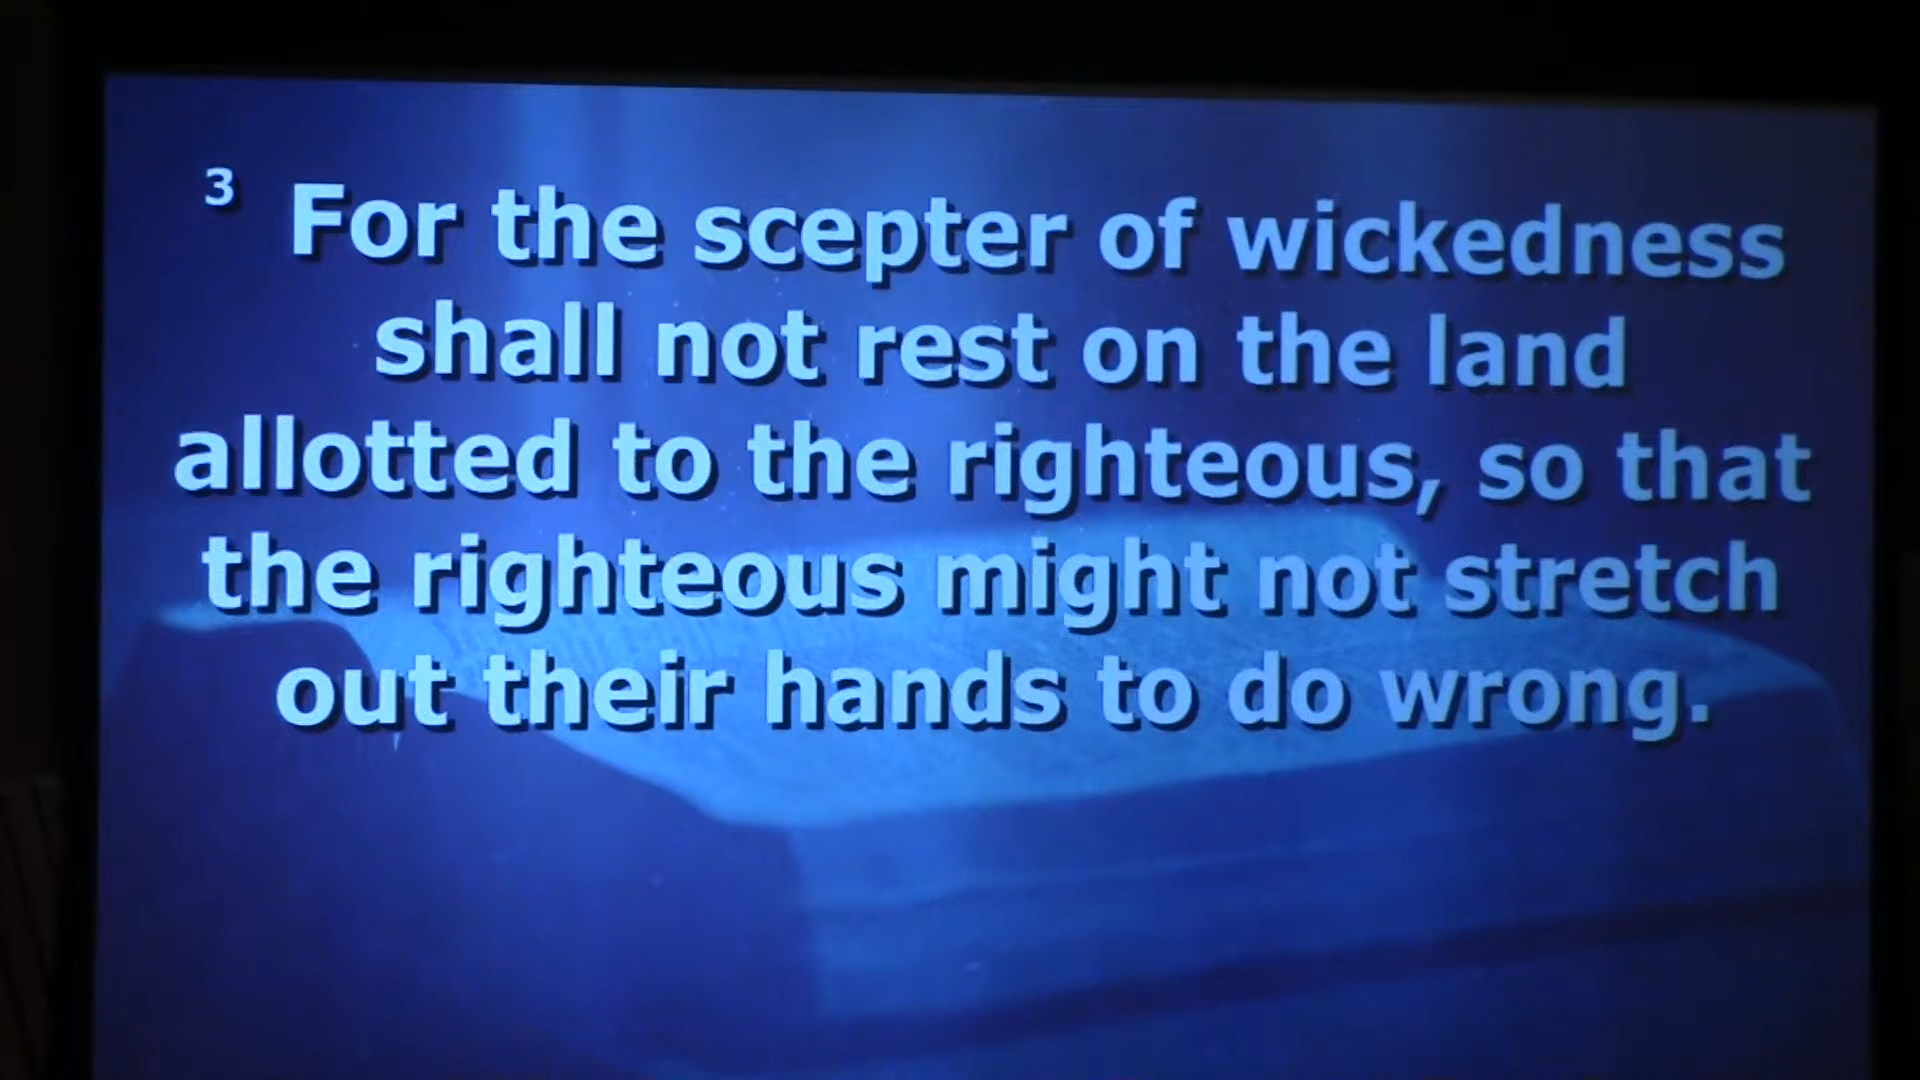 3 For the scepter of wickedness
shall not rest on the land
allotted to the righteous, so that
the righteous might not stretch
out their hands to do wrong.